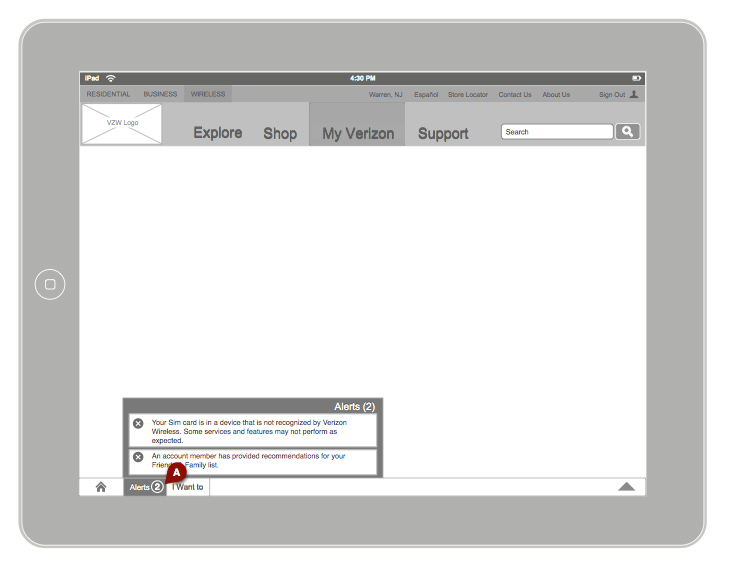 iPad 4:30 PM
RESIDENTIAL BUSINESS WIRELESS Warren, NJ Español Store Locator Contact Us About Us Sign Out
VZW Logo
Explore Shop My Verizon Support Search
Alerts (2)
Your Sim card is in a device that is not recognized by Verizon
Wireless. Some services and features may not perform as
expected.
An account member has provided recommendations for your
Family list.
A
Alerts 2 I Want to